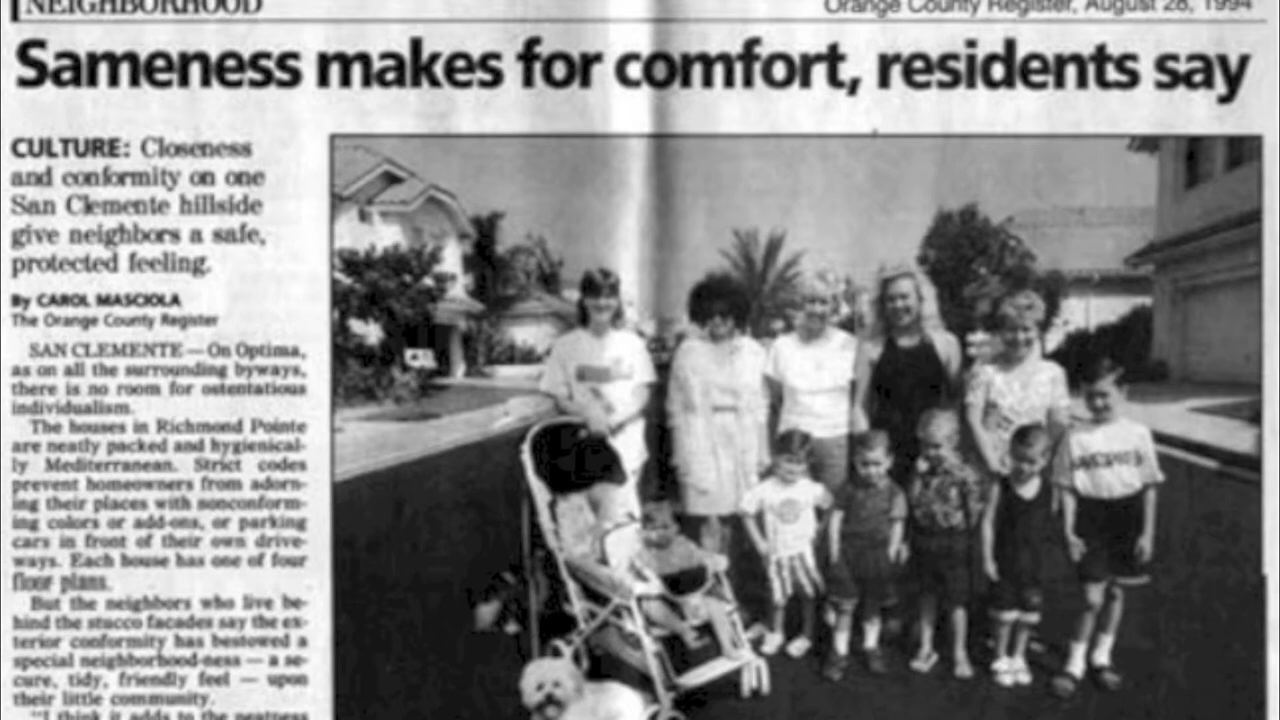 NEIGHBORHOOD
Orange County Register, August 28, 1994
Sameness makes for comfort, residents say
CULTURE: Closeness
and conformity on one
San Clemente hillside
give neighbors a safe,
protected feeling.
By CAROL MASCIOLA
The Orange County Register
SAN CLEMENTE — On Optima,
as on all the surrounding byways,
there is no room for ostentatious
individualism.
The houses in Richmond Pointe
are neatly packed and hygienical-
ly Mediterranean. Strict codes
prevent homeowners from adorn-
ing their places with nonconform-
ing colors or add-ons, or parking
cars in front of their own drive-
ways. Each house has one of four
floor plans.
But the neighbors who live be-
hind the stucco facades say the ex-
terior conformity has bestowed a
special neighborhood-ness — a se-
cure, tidy, friendly feel — upon
their little community.
"I think it adds to the neatness